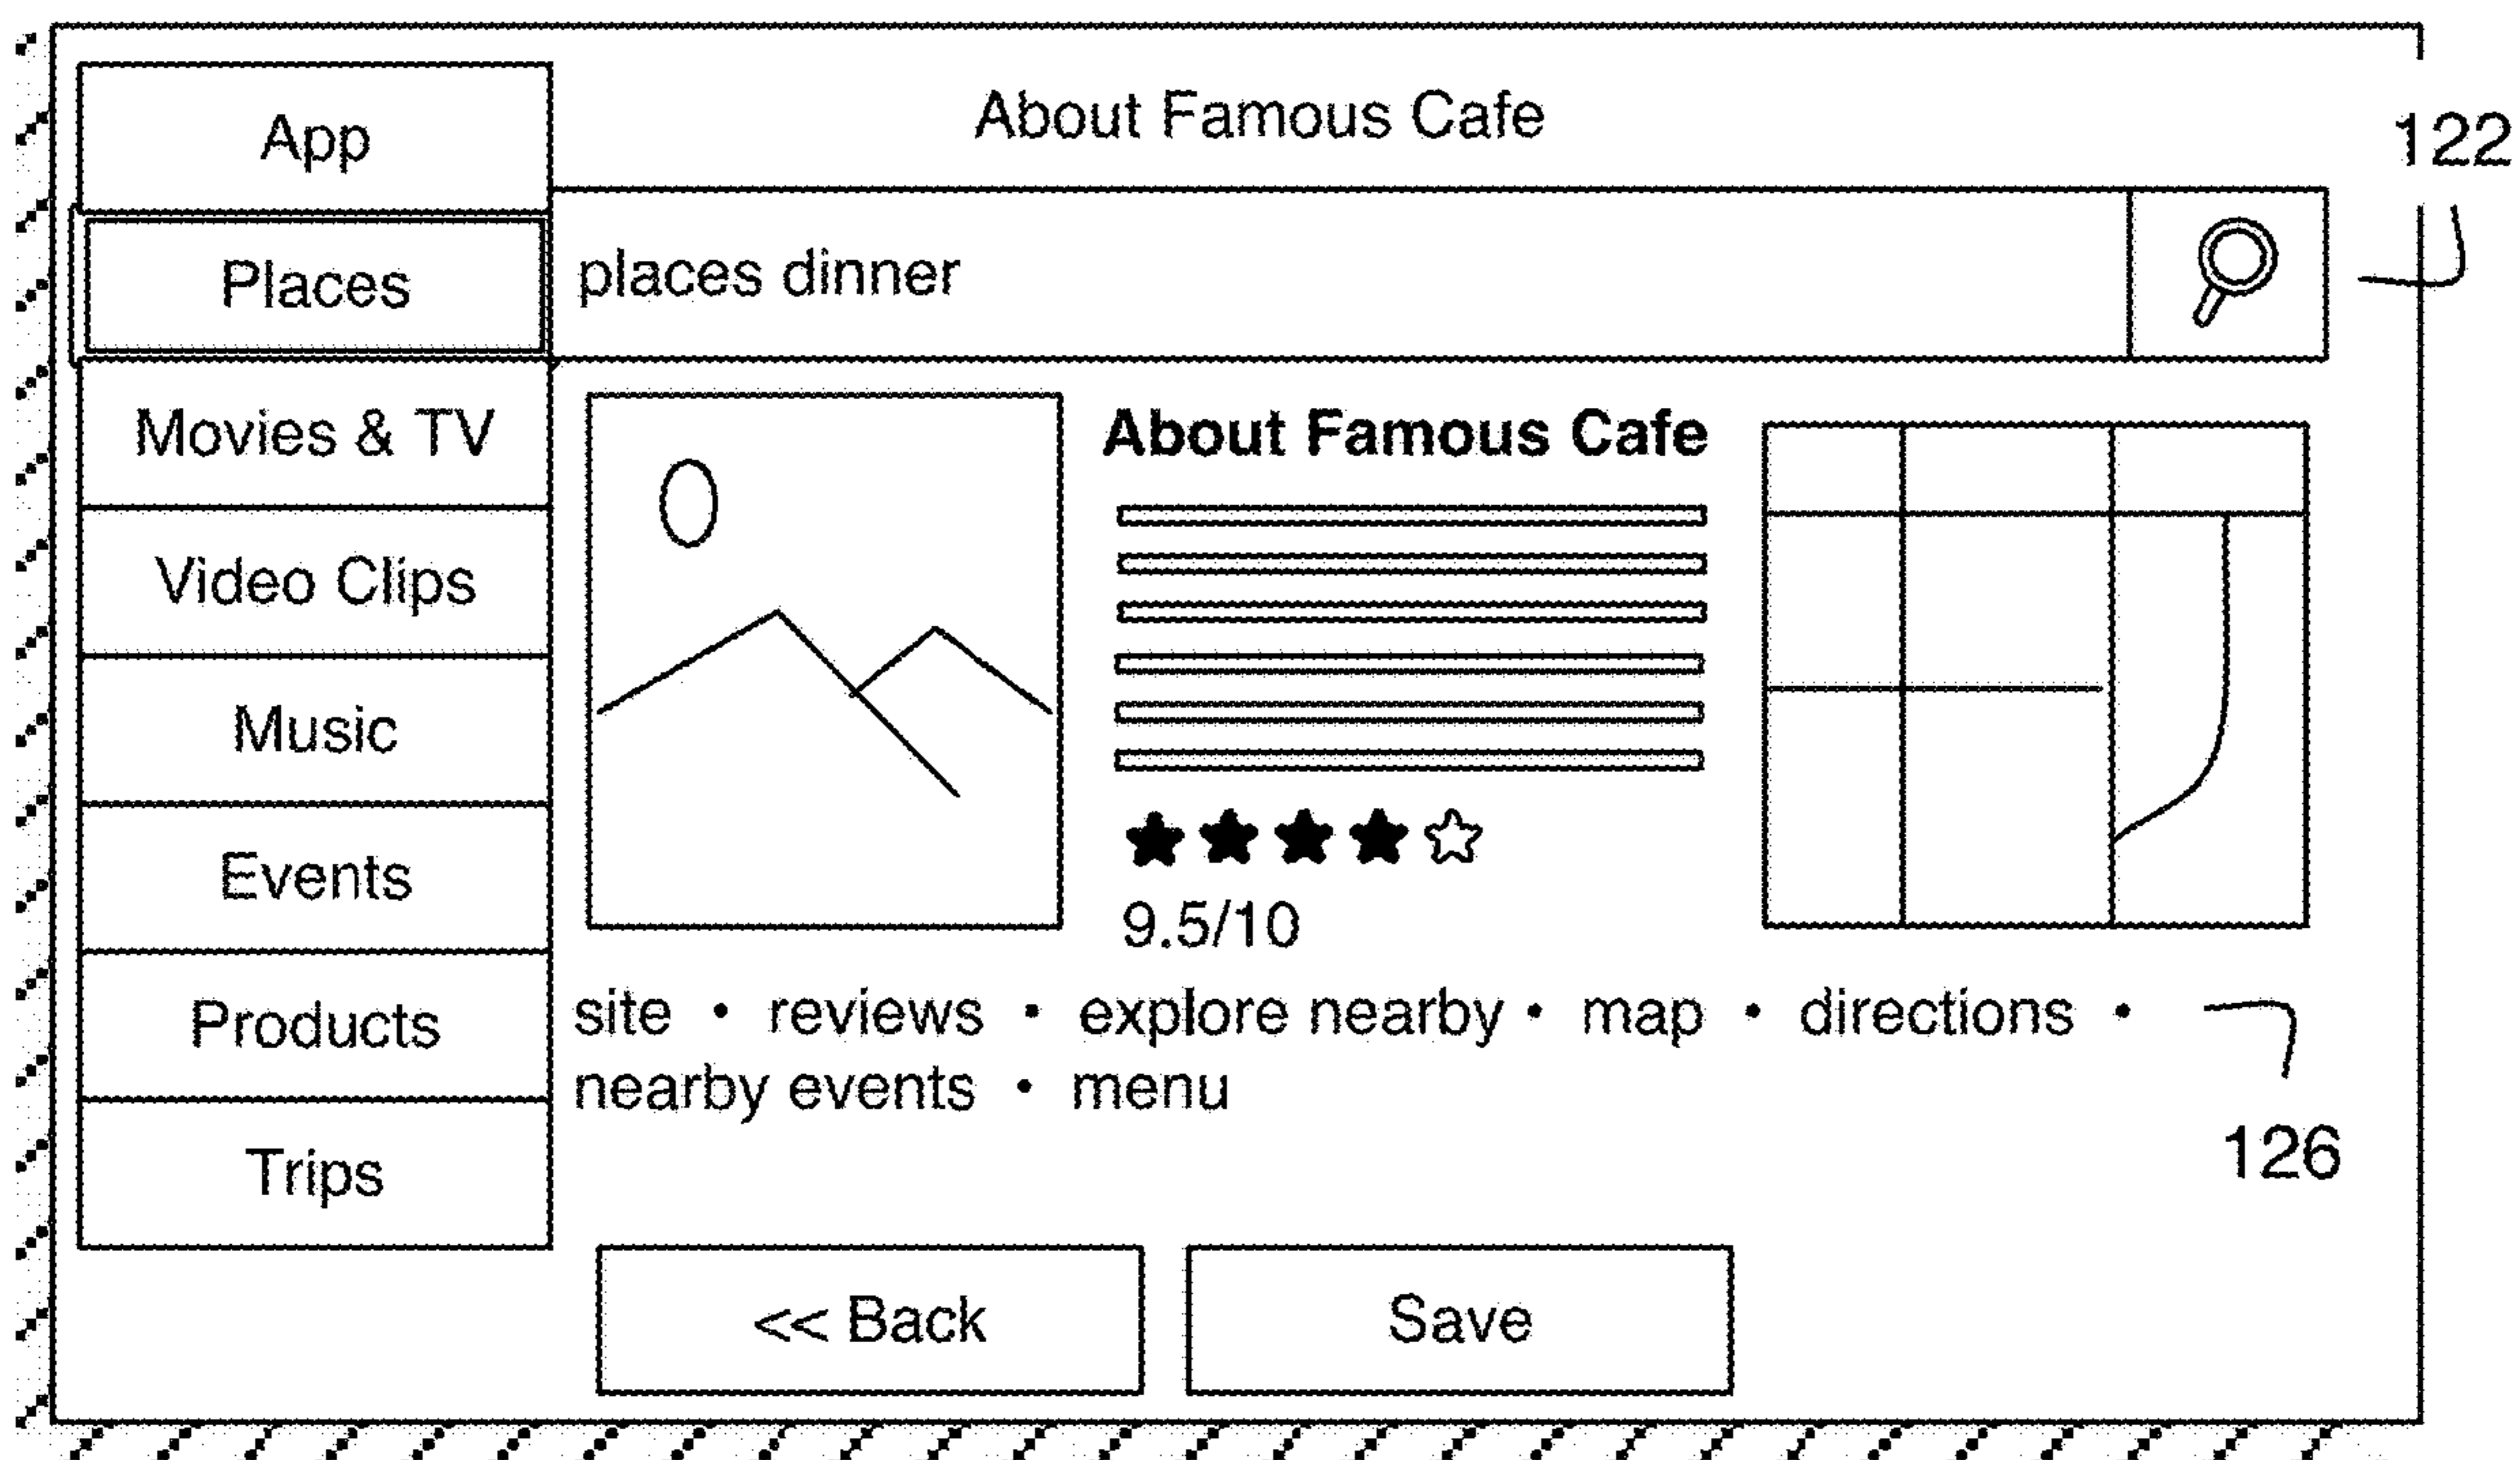 About Famous Cafe
122
App
Places
Movies & TV
Video Clips
Music
Events
Products
Trips
places dinner
About Famous Cafe
9.5/10
site • reviews • explore nearby • map • directions •
nearby events • menu
126
<< Back
Save